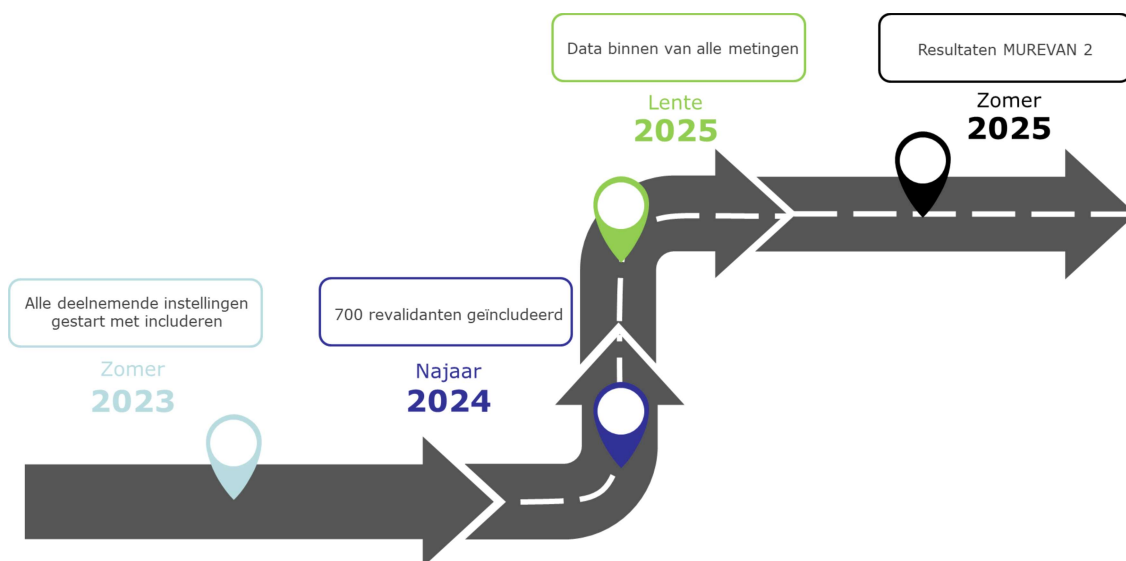 Alle deelnemende instellingen
gestart met includeren
Zomer
2023
700 revalidanten geïncludeerd
Najaar
2024
Data binnen van alle metingen
Lente
2025
Resultaten MUREVAN 2
Zomer
2025